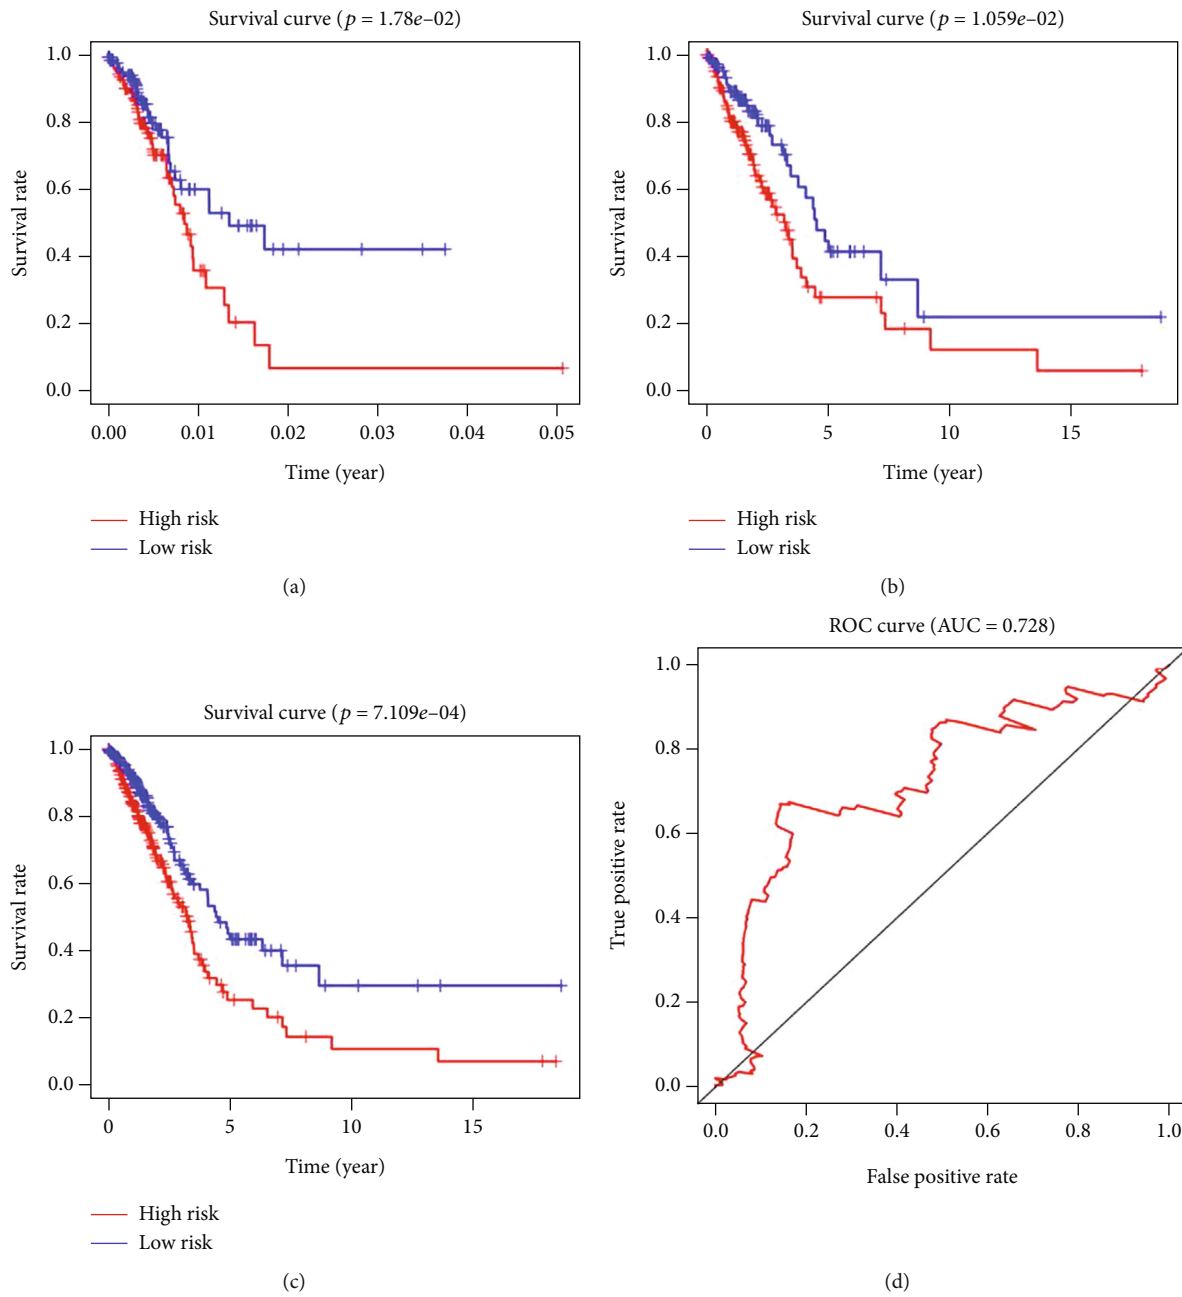 Survival curve (p = 1.78e–02)
1.0
0.8
0.6
0.4
0.2
0.0
Survival rate
0.00 0.01 0.02 0.03 0.04 0.05
Time (year)
High risk
Low risk
(a)
Survival curve (p = 1.059e–02)
1.0
0.8
0.6
0.4
0.2
0.0
Survival rate
0 5 10 15
Time (year)
High risk
Low risk
(b)
Survival curve (p = 7.109e–04)
1.0
0.8
0.6
0.4
0.2
0.0
Survival rate
0 5 10 15
Time (year)
High risk
Low risk
(c)
ROC curve (AUC = 0.728)
1.0
0.8
0.6
0.4
0.2
0.0
True positive rate
0.0 0.2 0.4 0.6 0.8 1.0
False positive rate
(d)